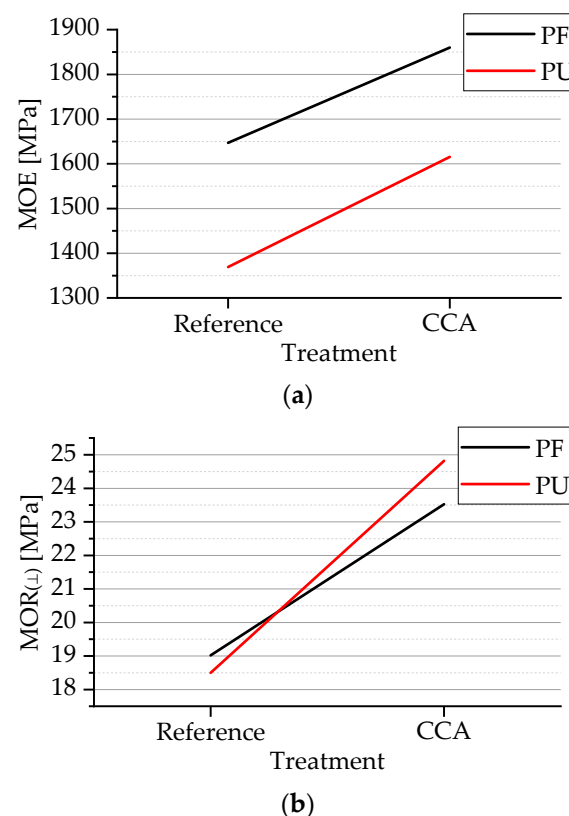 1900
1800
1700
1600
1500
1400
1300
MOE [MPa]
PF
PU
Reference
CCA
Treatment
(a)
25
24
23
22
21
20
19
18
MOR(⊥) [MPa]
PF
PU
Reference
CCA
Treatment
(b)